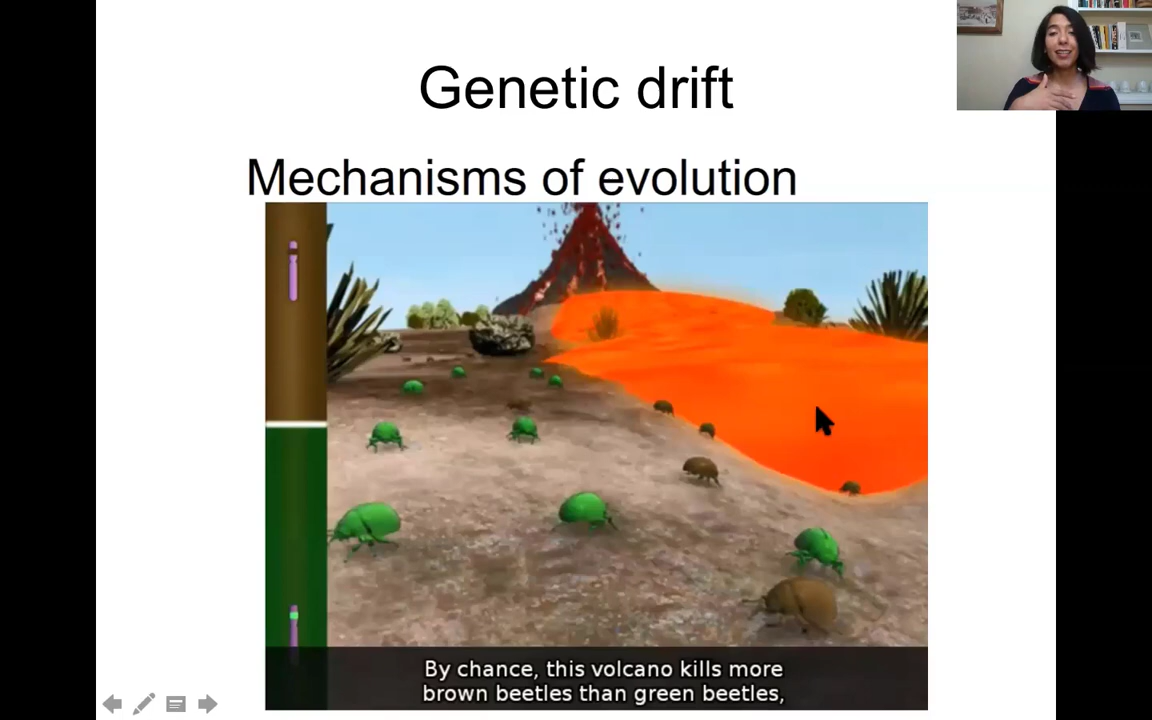 Genetic drift
Mechanisms of evolution
By chance, this volcano kills more
brown beetles than green beetles,